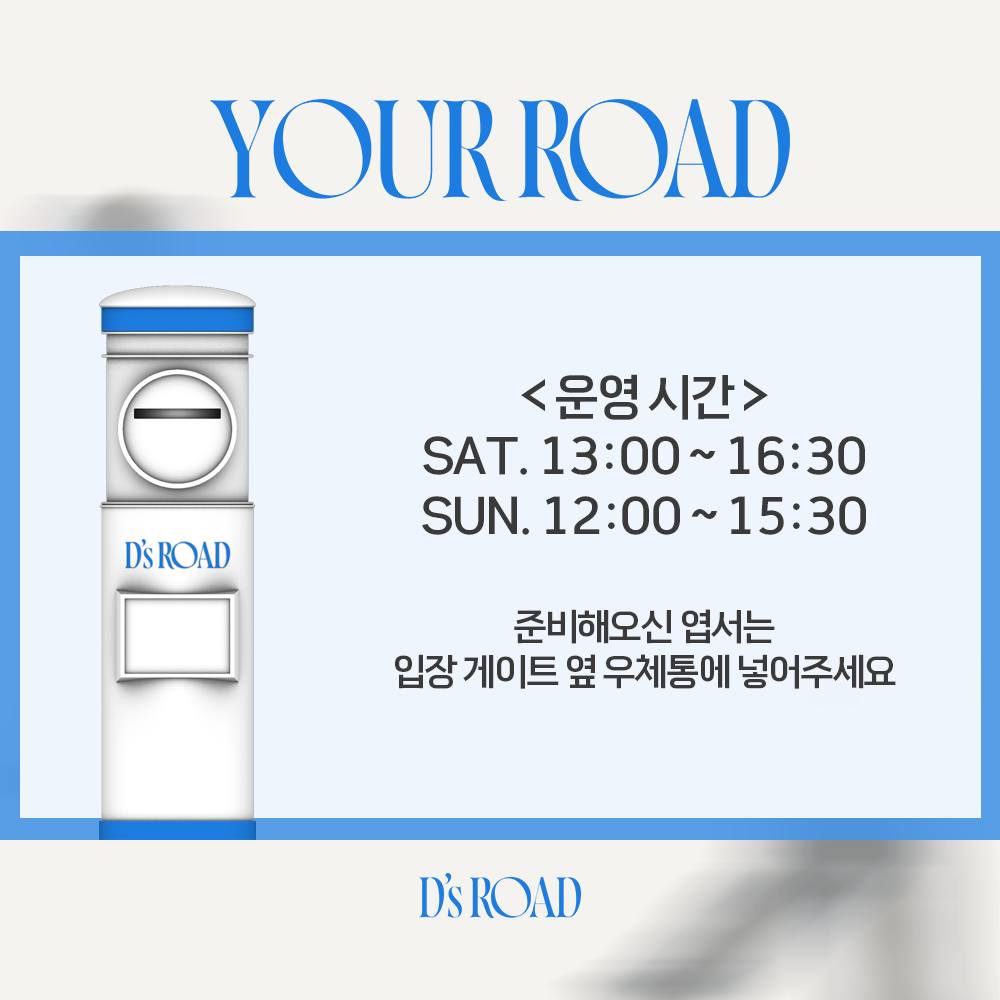 YOUR ROAD
< 운영 시간 >
SAT. 13:00 ~ 16:30
SUN. 12:00 ~ 15:30
D's ROAD
준비해오신 엽서는
입장 게이트 옆 우체통에 넣어주세요
D's ROAD